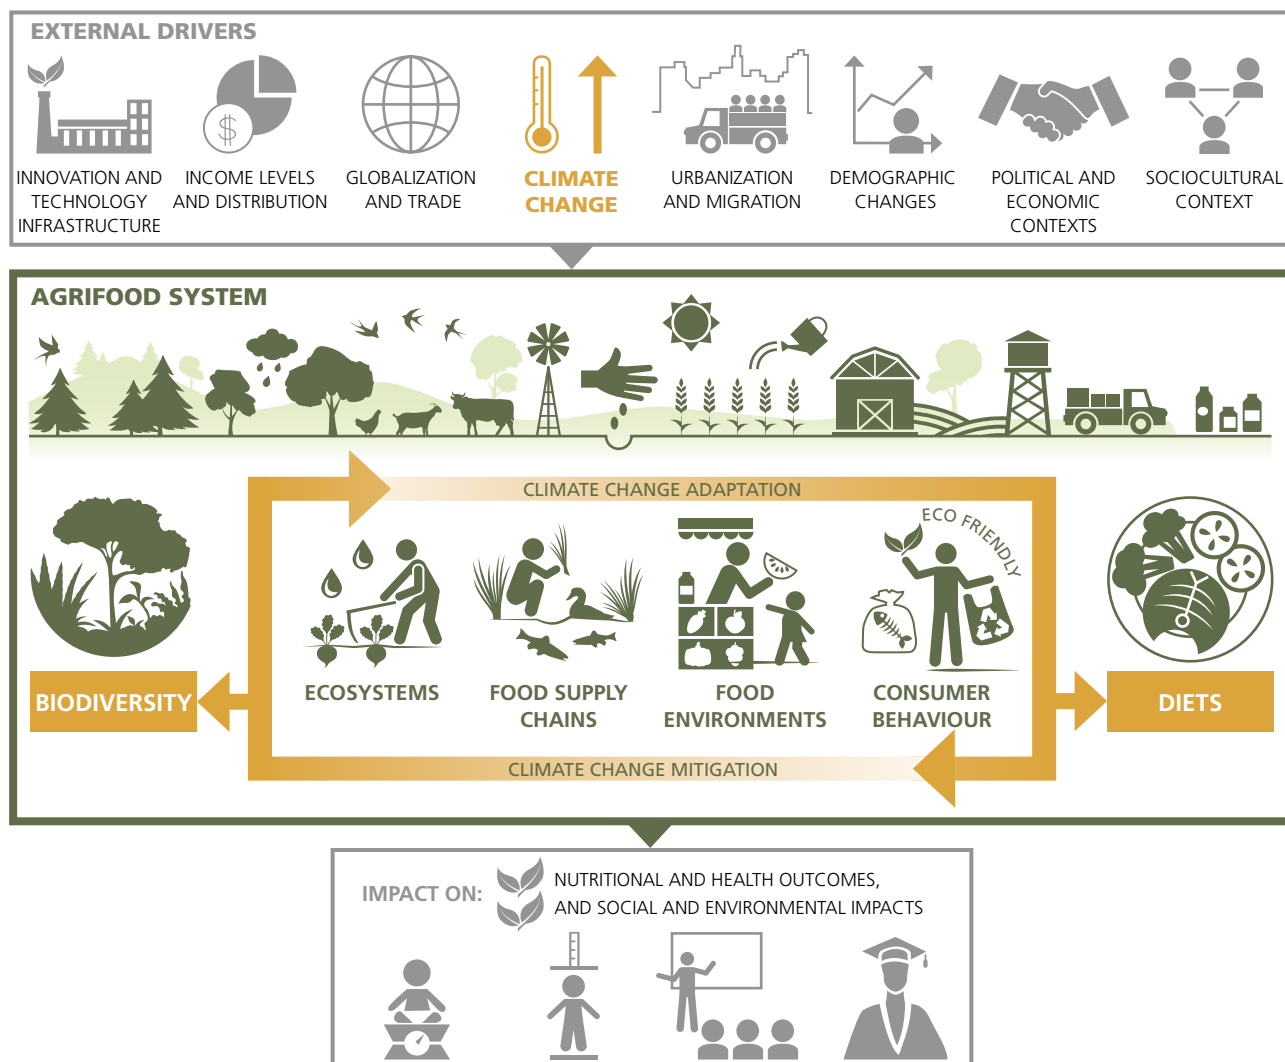 EXTERNAL DRIVERS
$
INNOVATION AND
TECHNOLOGY
INFRASTRUCTURE
INCOME LEVELS
AND DISTRIBUTION
GLOBALIZATION
AND TRADE
CLIMATE
CHANGE
URBANIZATION
AND MIGRATION
DEMOGRAPHIC
CHANGES
POLITICAL AND
ECONOMIC
CONTEXTS
SOCIOCULTURAL
CONTEXT
AGRIFOOD SYSTEM
CLIMATE CHANGE ADAPTATION
ECO FRIENDLY
BIODIVERSITY
ECOSYSTEMS
FOOD SUPPLY
CHAINS
FOOD
ENVIRONMENTS
CONSUMER
BEHAVIOUR
DIETS
CLIMATE CHANGE MITIGATION
IMPACT ON:
NUTRITIONAL AND HEALTH OUTCOMES,
AND SOCIAL AND ENVIRONMENTAL IMPACTS